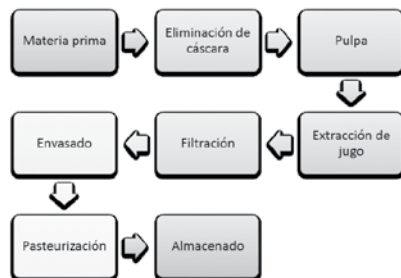 Materia prima
Eliminación de
cáscara
Pulpa
Extracción de
jugo
Filtración
Envasado
Pasteurización
Almacenado